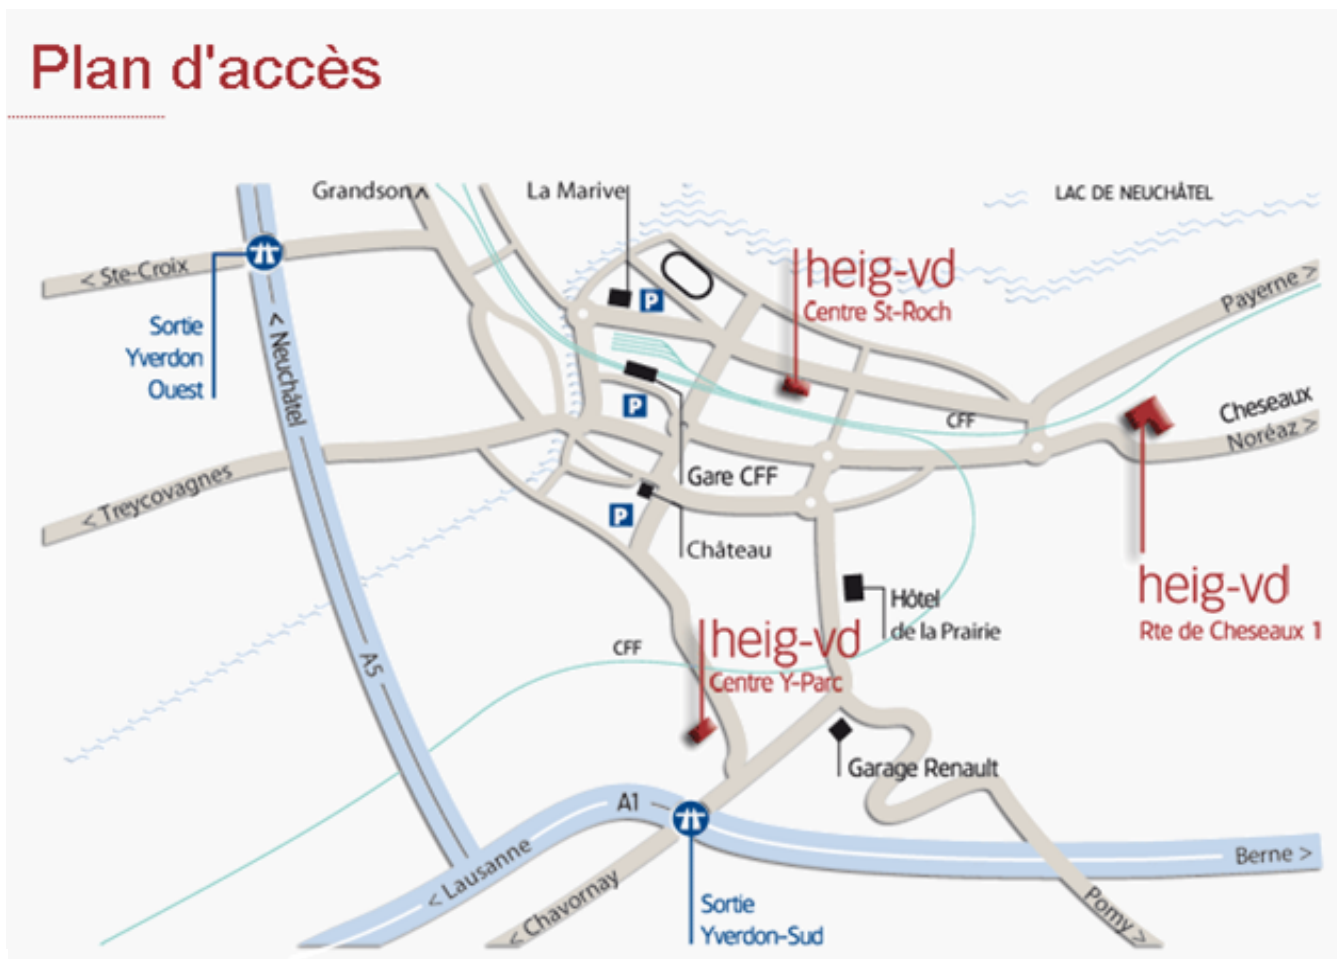 Plan d'accès
Grandson >
La Marive
LAC DE NEUCHÂTEL
< Ste-Croix
heig-vd
Centre St-Roch
Payerne >
P
Sortie
Yverdon
Ouest
< Neuchâtel
Cheseaux
Noréaz >
P
CFF
Gare CFF
< Treycovagnes
P
Château
Hôtel
de la Prairie
heig-vd
Rte de Cheseaux 1
CFF
heig-vd
Centre Y-Parc
A5
Garage Renault
A1
< Lausanne
Berne >
< Chavornay
Sortie
Yverdon-Sud
Pomy >